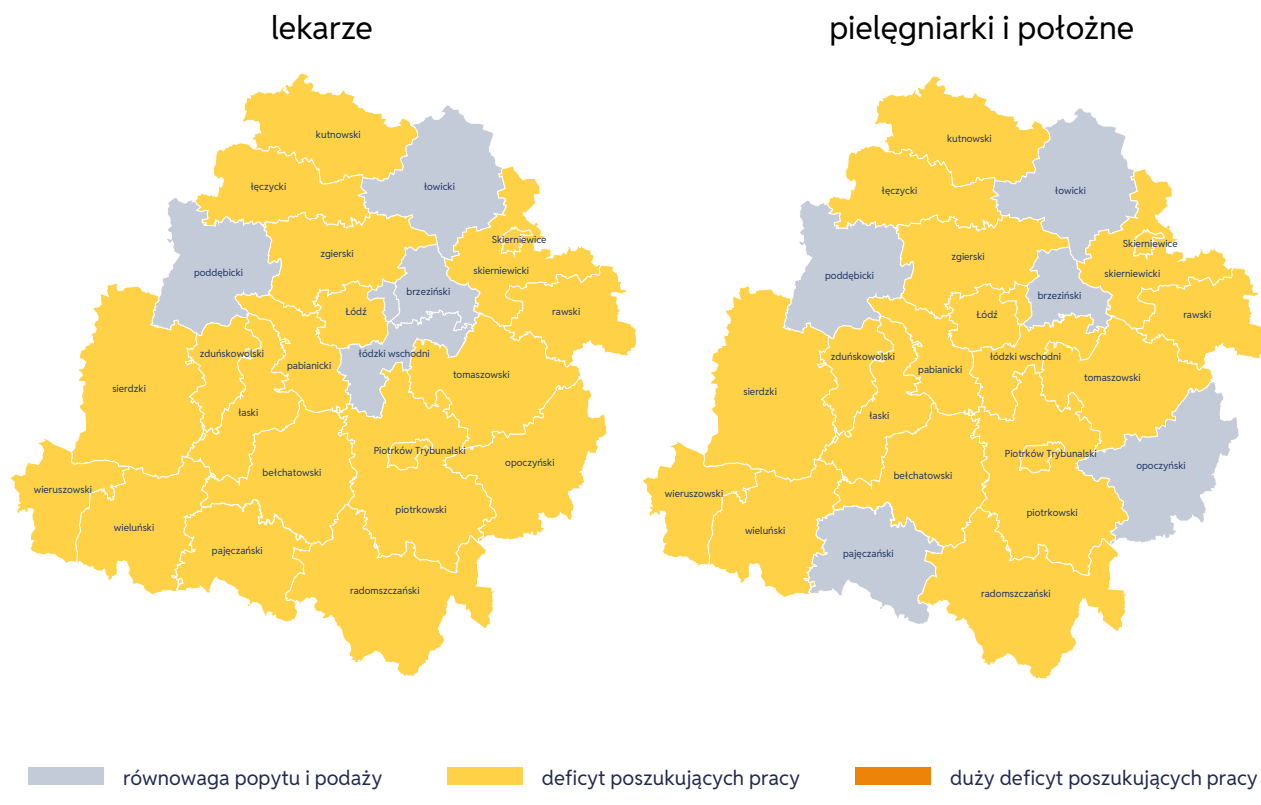 lekarze
kutnowski
łęczycki
łowicki
Skierniewice
zgierski
skierniewicki
poddębicki
brzeziński
Łódź
rawski
zduńskowolski
łódzki wschodni
pabianicki
tomaszowski
sierdzki
łaski
Piotrków Trybunalski
opoczyński
bełchatowski
wieruszowski
piotrkowski
wieluński
pajęczański
radomszczański
pielęgniarki i położne
kutnowski
łęczycki
łowicki
Skierniewice
zgierski
skierniewicki
poddębicki
brzeziński
Łódź
rawski
zduńskowolski
łódzki wschodni
pabianicki
tomaszowski
sierdzki
łaski
Piotrków Trybunalski
opoczyński
bełchatowski
wieruszowski
piotrkowski
wieluński
pajęczański
radomszczański
równowaga popytu i podaży
deficyt poszukujących pracy
duży deficyt poszukujących pracy